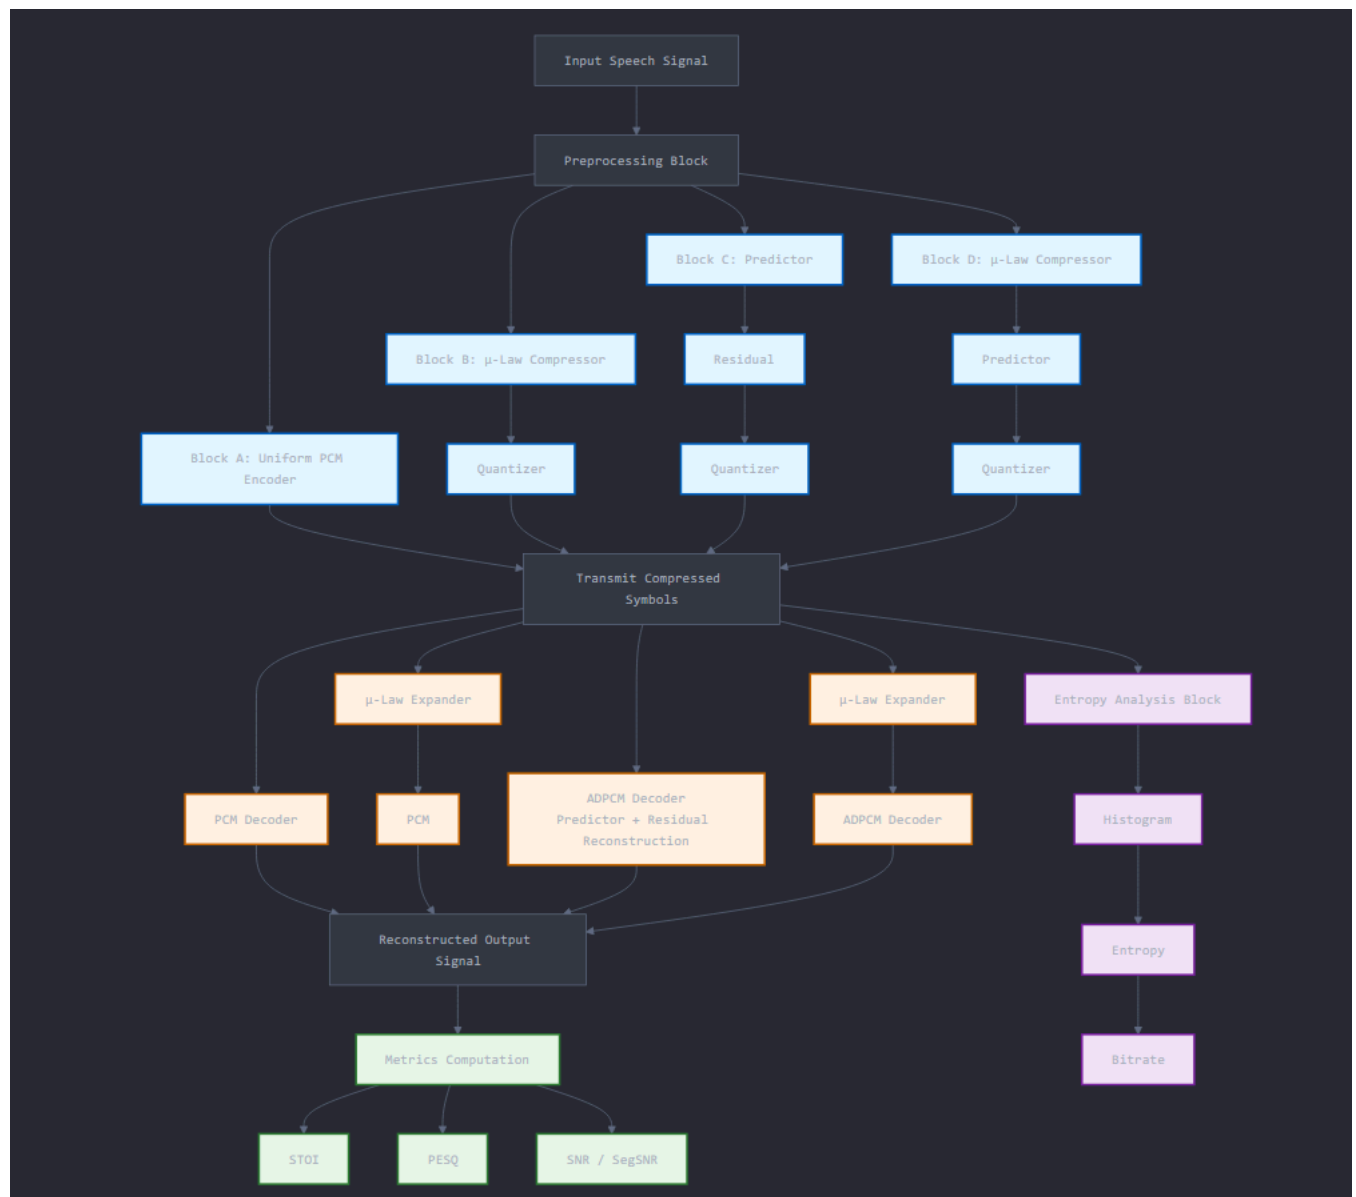 Input Speech Signal
Preprocessing Block
Block C: Predictor
Block D: μ-Law Compressor
Block B: μ-Law Compressor
Residual
Predictor
Block A: Uniform PCM
Encoder
Quantizer
Quantizer
Quantizer
Transmit Compressed
Symbols
μ-Law Expander
μ-Law Expander
Entropy Analysis Block
PCM Decoder
PCM
ADPCM Decoder
Predictor + Residual
Reconstruction
ADPCM Decoder
Histogram
Reconstructed Output
Signal
Entropy
Metrics Computation
Bitrate
STOI
PESQ
SNR / SegSNR